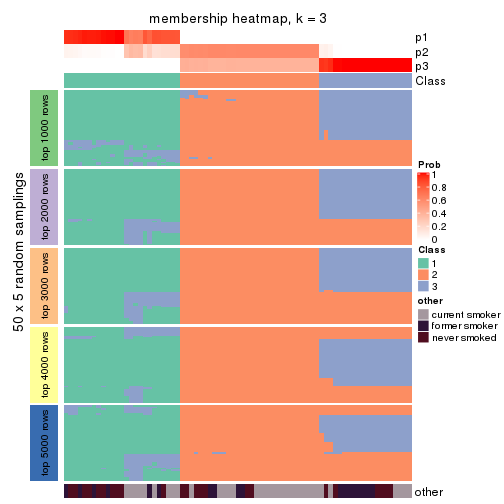 membership heatmap, k = 3
p1
p2
p3
Class
50 x 5 random samplings
top 1000 rows
top 2000 rows
top 3000 rows
top 4000 rows
top 5000 rows
Prob
1
0.8
0.6
0.4
0.2
0
Class
1
2
3
other
current smoker
former smoker
never smoked
other